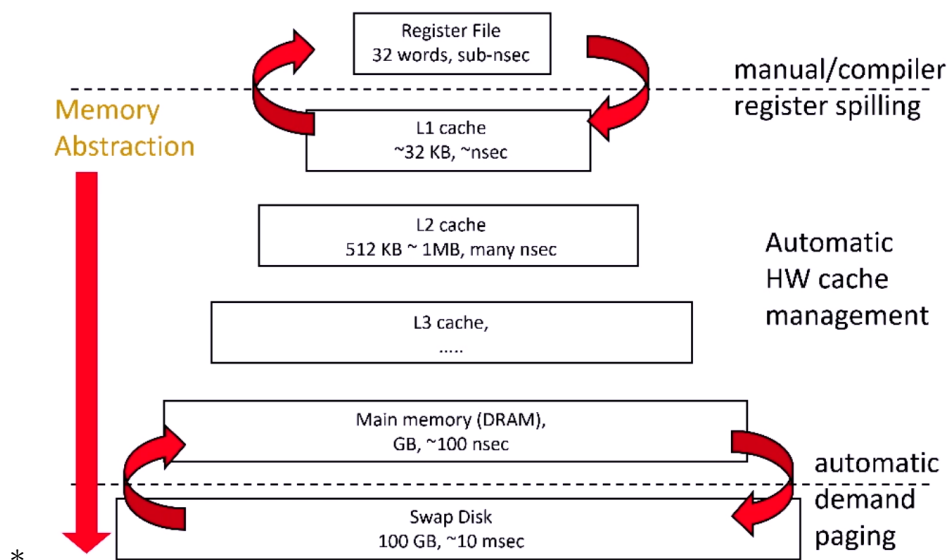 Register File
32 words, sub-nsec
manual/compiler
register spilling
Memory
Abstraction
L1 cache
~32 KB, ~nsec
L2 cache
512 KB ~ 1MB, many nsec
Automatic
HW cache
management
L3 cache,
.....
Main memory (DRAM),
GB, ~100 nsec
automatic
demand
paging
Swap Disk
100 GB, ~10 msec
*